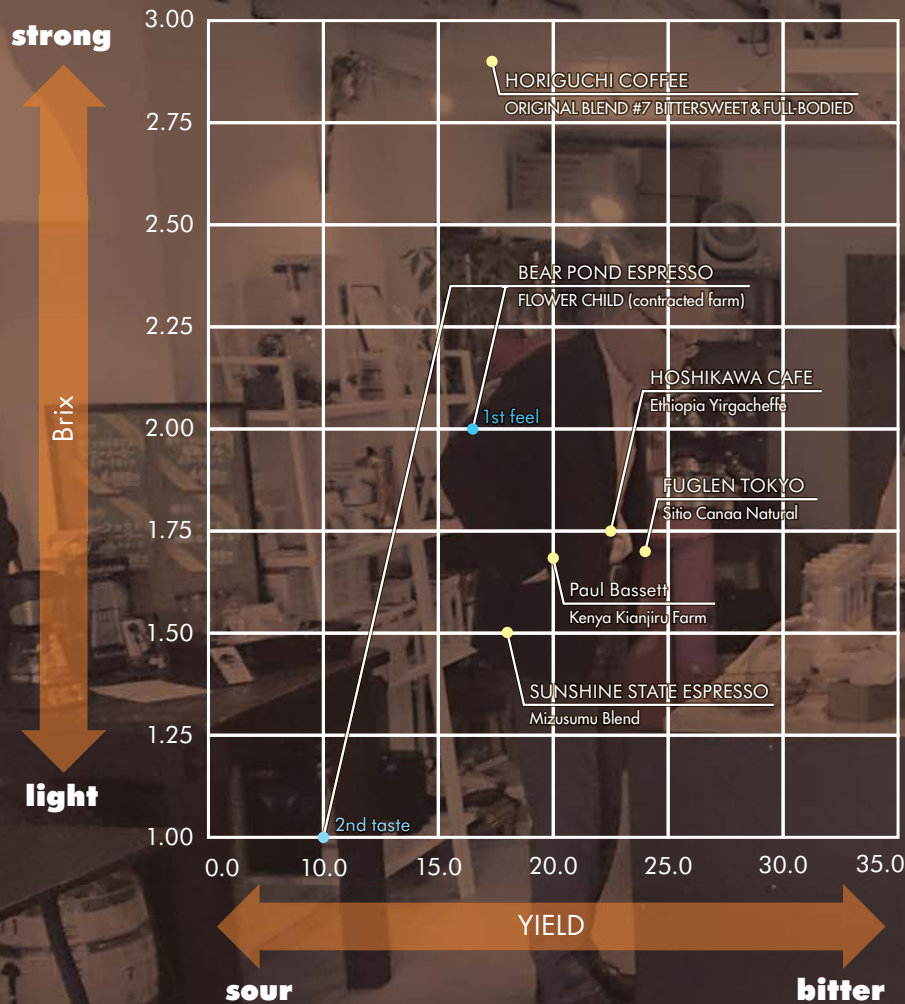 strong
3.00
HORIGUCHI COFFEE
ORIGINAL BLEND #7 BITTERSWEET & FULL-BODIED
2.75
2.50
BEAR POND ESPRESSO
FLOWER CHILD (contracted farm)
2.25
HOSHIKAWA CAFE
Ethiopia Yirgacheffe
Brix
2.00
1st feel
FUGLEN TOKYO
Sitio Canaa Natural
1.75
Paul Bassett
Kenya Kianjiru Farm
1.50
SUNSHINE STATE ESPRESSO
Mizusumu Blend
1.25
light
1.00
2nd taste
0.0 10.0 15.0 20.0 25.0 30.0 35.0
YIELD
sour
bitter